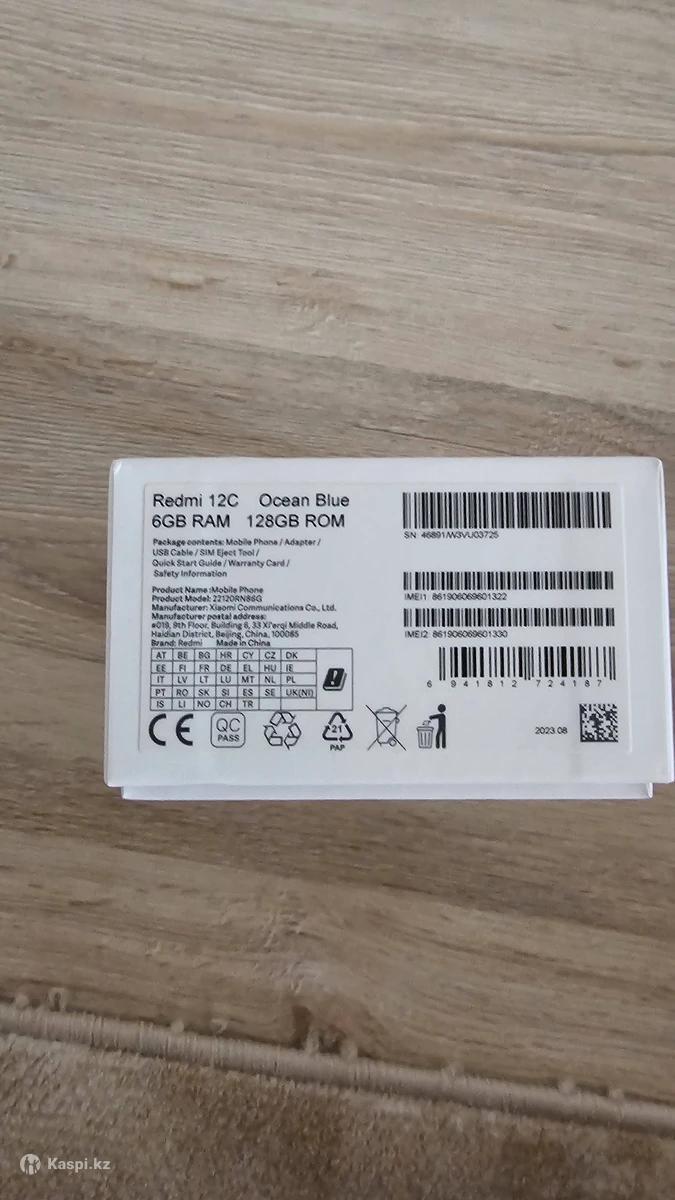 Redmi 12C Ocean Blue
6GB RAM 128GB ROM
Package contents: Mobile Phone / Adapter /
USB Cable / SIM Eject Tool /
Quick Start Guide / Warranty Card /
Safety Information
Product Name :Mobile Phone
Product Model: 22120RN86G
Manufacturer: Xiaomi Communications Co., Ltd.
Manufacturer postal address:
#019, 9th Floor, Building 6, 33 Xi'erqi Middle Road,
Haidian District, Beijing, China, 100085
Brand: Redmi Made in China
AT BE BG HR CY CZ DK
EE FI FR DE EL HU IE
IT LV LT LU MT NL PL
PT RO SK SI ES SE UK(NI)
IS LI NO CH TR
CE
QC
PASS
21
PAP
SN: 46891/W3VU03725
IMEI1: 861906069601322
IMEI2: 861906069601330
6 941812 724187
2023.08
Kaspi.kz